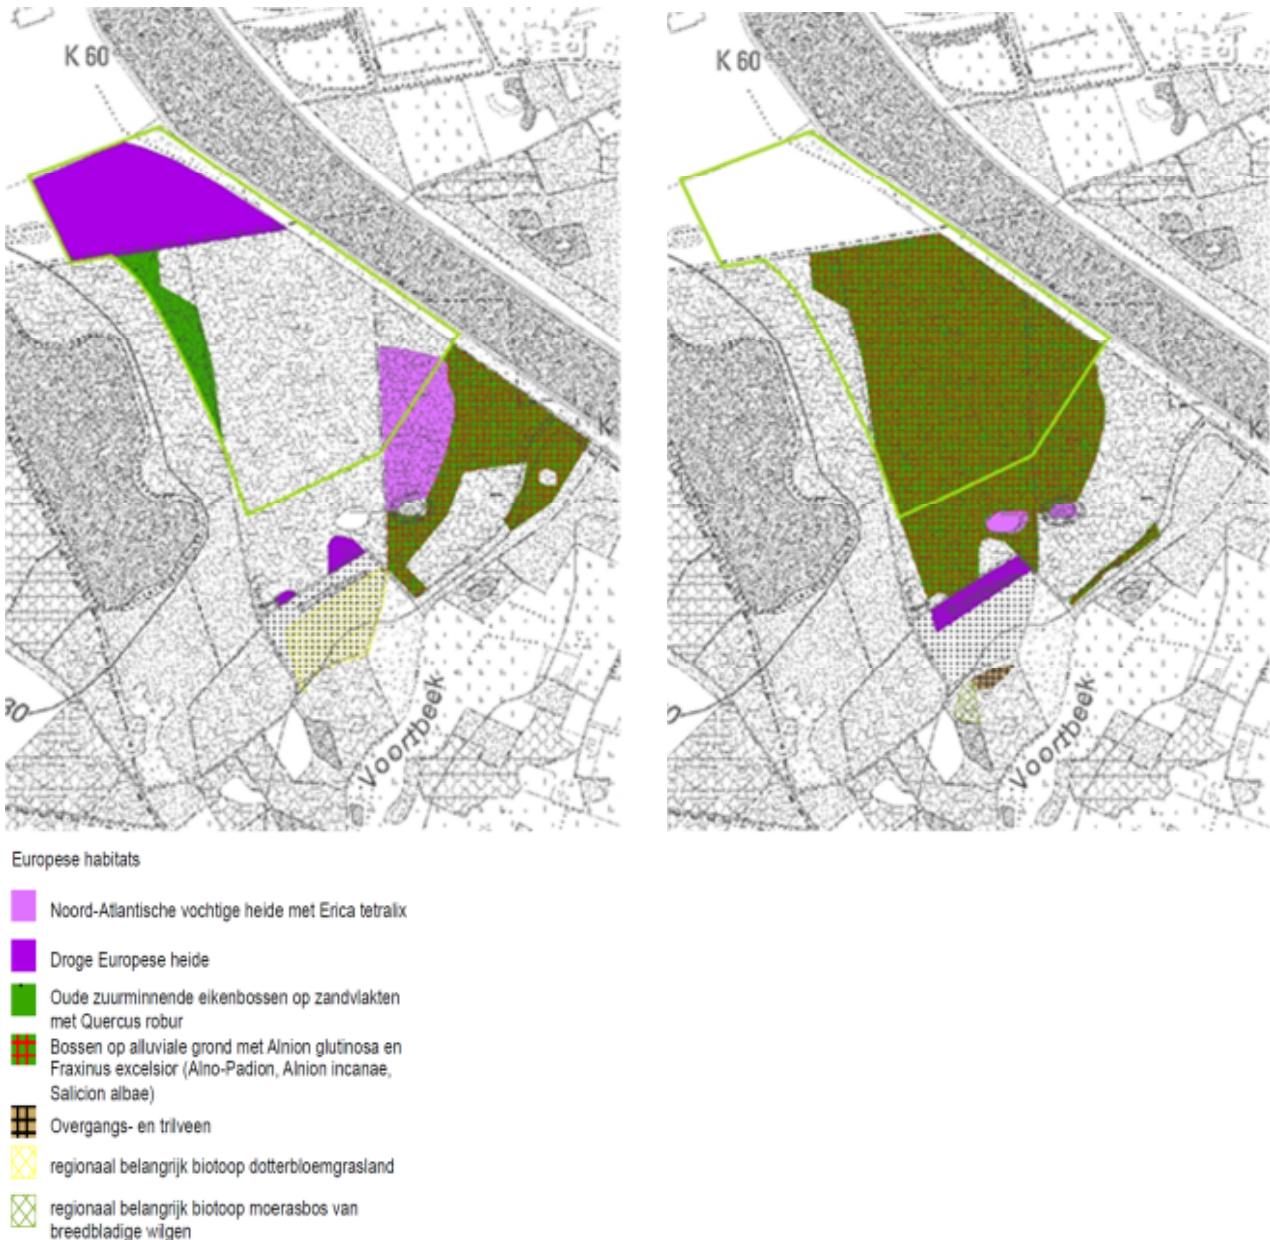 K 60
K 60
K
K
30
0
Voortbeek
Voortbeek
Europese habitats
Noord-Atlantische vochtige heide met Erica tetralix
Droge Europese heide
Oude zuurminnende eikenbossen op zandvlakten
met Quercus robur
Bossen op alluviale grond met Alnion glutinosa en
Fraxinus excelsior (Alno-Padion, Alnion incanae,
Salicion albae)
Overgangs- en trilveen
regionaal belangrijk biotoop dotterbloemgrasland
regionaal belangrijk biotoop moerasbos van
breedbladige wilgen